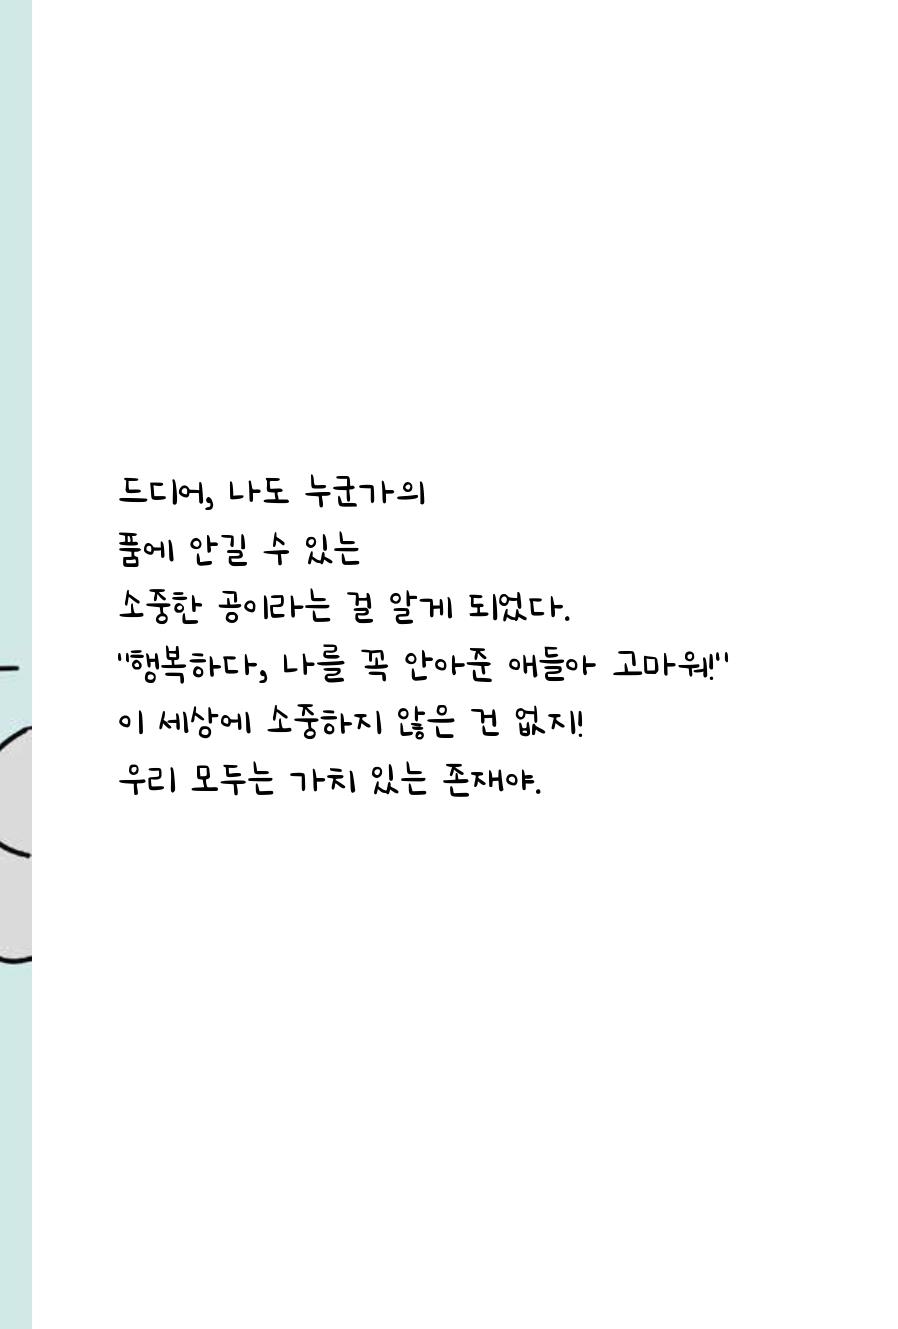 드디어, 나도 누군가의
품에 안길 수 있는
소중한 공이라는 걸 알게 되었다.
"행복하다, 나를 꼭 안아준 애들아 고마워!"
이 세상에 소중하지 않은 건 없지!
우리 모두는 가치 있는 존재야.